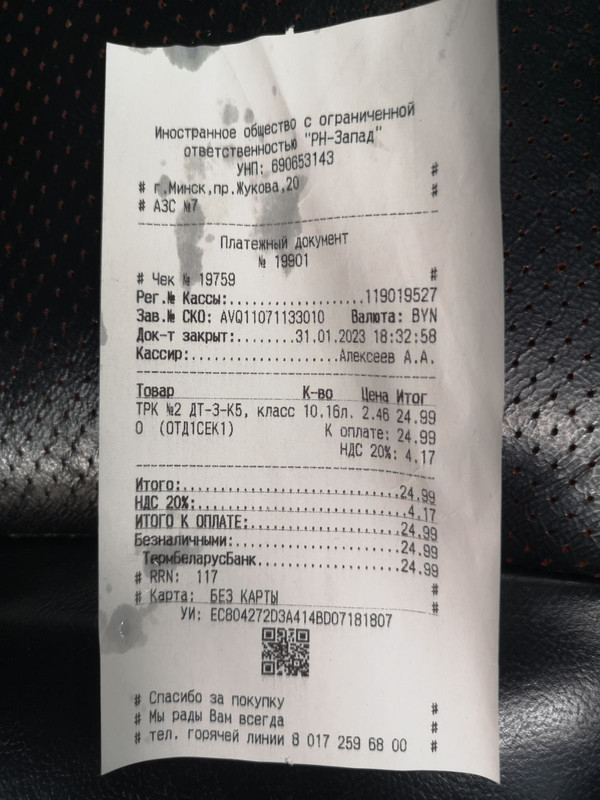 Иностранное общество с ограниченной
ответственностью "РН-Запад"
УНП: 690653143
#
# г.Минск,пр.Жукова,20 #
# АЗС №7
Платежный документ
№ 19901
# Чек № 19759 #
Рег.№ Кассы:..................119019527
Зав.№ СКО: AVQ11071133010 Валюта: BYN
Док-т закрыт:........31.01.2023 18:32:58
Кассир:....................Алексеев А.А.
Товар К-во Цена Итог
ТРК №2 ДТ-З-К5, класс 10.16л. 2.46 24.99
0 (ОТД1СЕК1) К оплате: 24.99
НДС 20%: 4.17
Итого:.............................24.99
НДС 20%:............................4.17
ИТОГО К ОПЛАТЕ:....................24.99
Безналичными:......................24.99
ТермБеларусБанк....................24.99
# RRN: 117 #
# Карта: БЕЗ КАРТЫ #
УИ: EC804272D3A414BD07181807
# Спасибо за покупку #
# Мы рады Вам всегда #
# тел. горячей линии 8 017 259 68 00 #